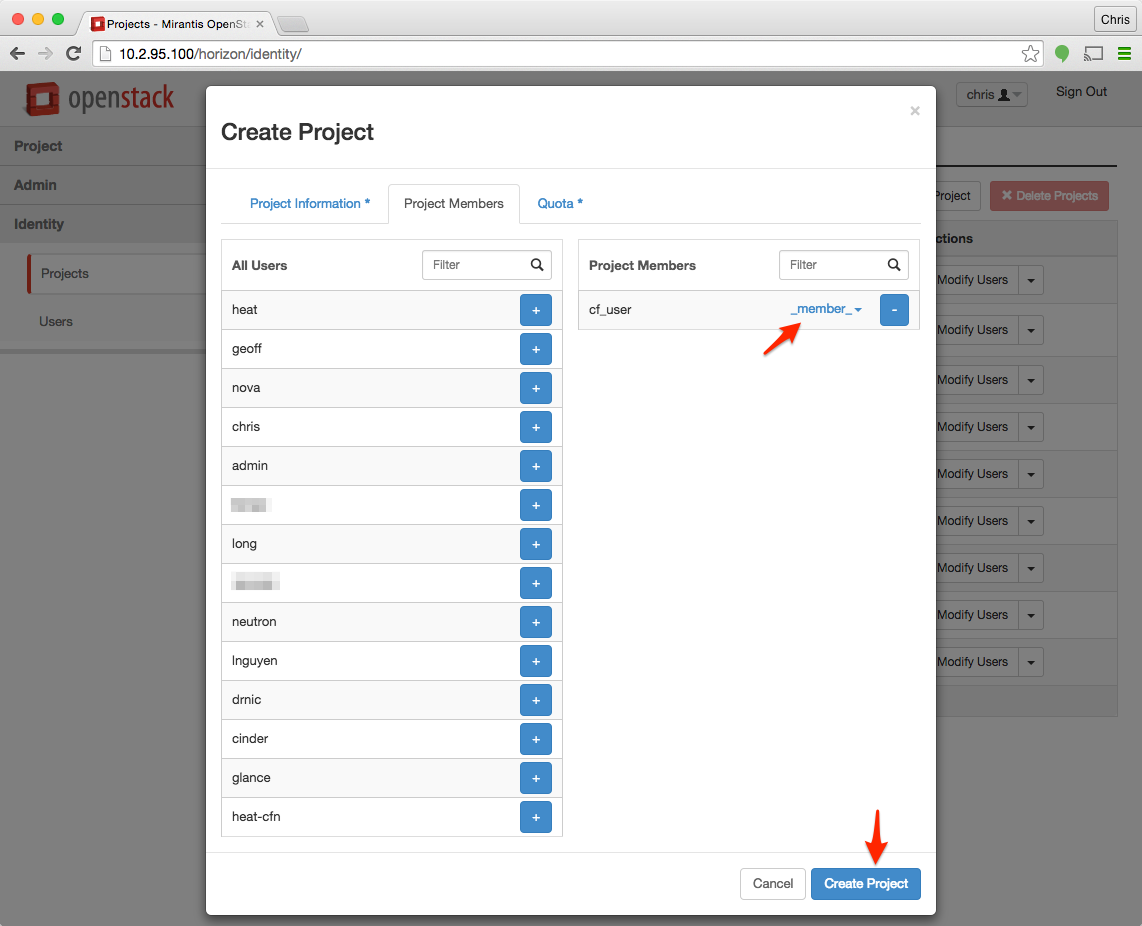 Projects - Mirantis OpenSt
Chris
10.2.95.100/horizon/identity/
openstack
chris
Sign Out
Project
Admin
Identity
Projects
Users
Create Project
×
Project Information *
Project Members
Quota *
All Users
Filter
Project Members
Filter
heat
+
cf_user
_member_
-
geoff
+
nova
+
chris
+
admin
+
+
long
+
+
neutron
+
lnguyen
+
drnic
+
cinder
+
glance
+
heat-cfn
+
Cancel
Create Project
Project
Delete Projects
ctions
Modify Users
Modify Users
Modify Users
Modify Users
Modify Users
Modify Users
Modify Users
Modify Users
Modify Users